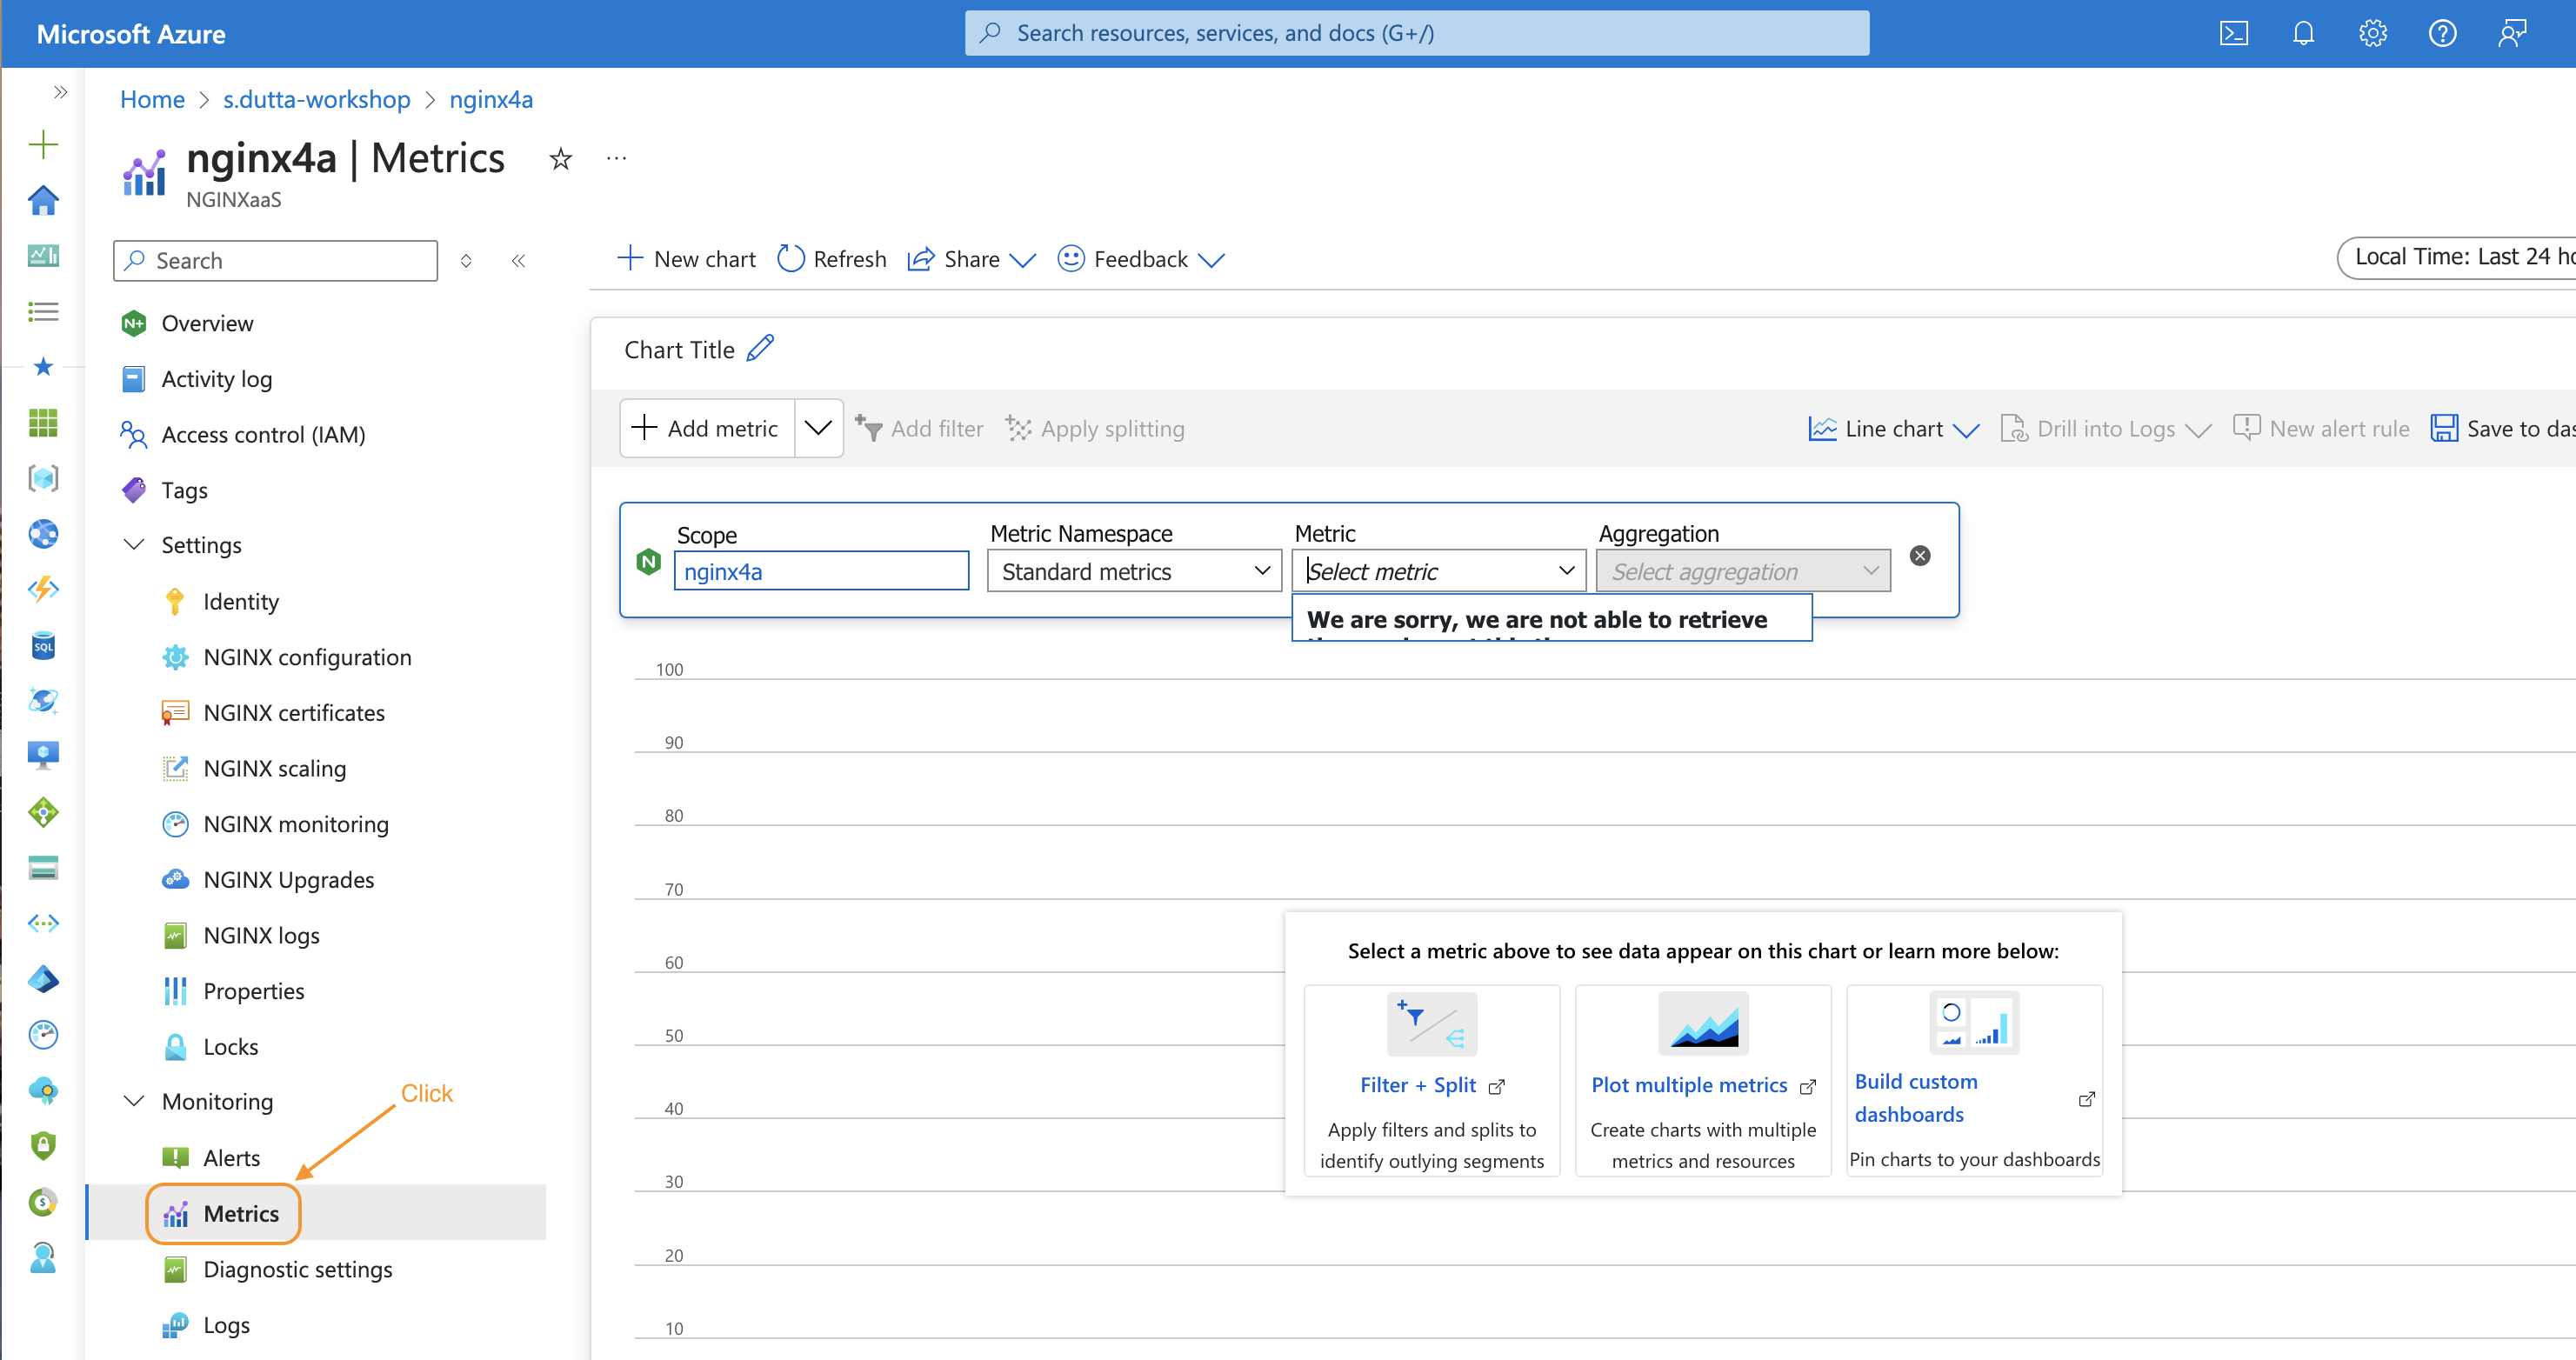 Microsoft Azure
Search resources, services, and docs (G+/)
Home > s.dutta-workshop > nginx4a
nginx4a | Metrics
NGINXaaS
Search
New chart
Refresh
Share
Feedback
Local Time: Last 24
Overview
Activity log
Access control (IAM)
Tags
Settings
Identity
NGINX configuration
NGINX certificates
NGINX scaling
NGINX monitoring
NGINX Upgrades
NGINX logs
Properties
Locks
Monitoring
Click
Alerts
Metrics
Diagnostic settings
Logs
Chart Title
Add metric
Add filter
Apply splitting
Line chart
Drill into Logs
New alert rule
Save to
Scope
Metric Namespace
Metric
Aggregation
nginx4a
Standard metrics
Select metric
Select aggregation
We are sorry, we are not able to retrieve
100
90
80
70
60
50
40
30
20
10
Select a metric above to see data appear on this chart or learn more below:
Filter + Split
Apply filters and splits to
identify outlying segments
Plot multiple metrics
Create charts with multiple
metrics and resources
Build custom
dashboards
Pin charts to your dashboards
N+
SQL
N